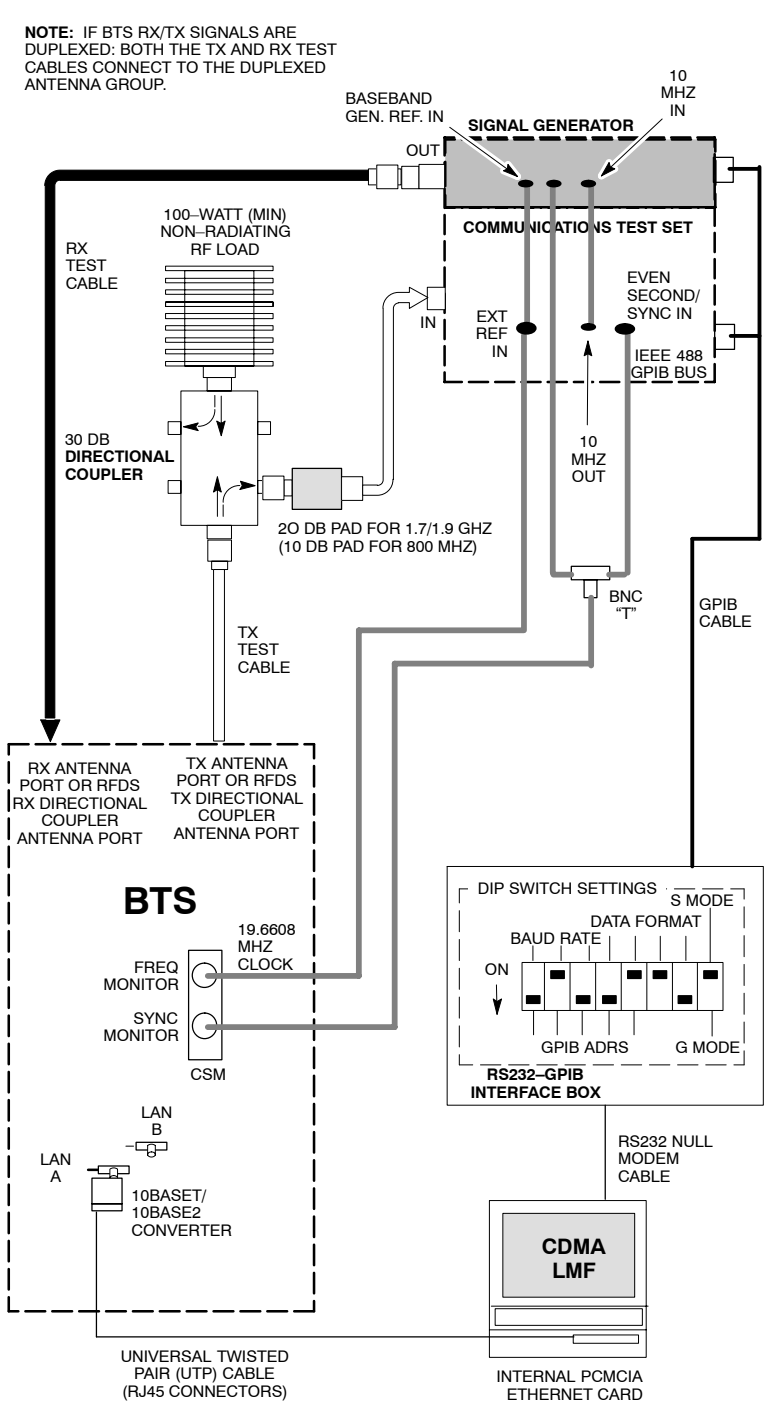 NOTE: IF BTS RX/TX SIGNALS ARE
DUPLEXED: BOTH THE TX AND RX TEST
CABLES CONNECT TO THE DUPLEXED
ANTENNA GROUP.
10
MHZ
IN
BASEBAND
GEN. REF. IN
SIGNAL GENERATOR
OUT
COMMUNICATIONS TEST SET
100–WATT (MIN)
NON–RADIATING
RF LOAD
RX
TEST
CABLE
IN
EXT
REF
IN
EVEN
SECOND/
SYNC IN
IEEE 488
GPIB BUS
30 DB
DIRECTIONAL
COUPLER
10
MHZ
OUT
2O DB PAD FOR 1.7/1.9 GHZ
(10 DB PAD FOR 800 MHZ)
BNC
“T”
GPIB
CABLE
TX
TEST
CABLE
RX ANTENNA
PORT OR RFDS
RX DIRECTIONAL
COUPLER
ANTENNA PORT
TX ANTENNA
PORT OR RFDS
TX DIRECTIONAL
COUPLER
ANTENNA PORT
BTS
19.6608
MHZ
CLOCK
FREQ
MONITOR
SYNC
MONITOR
CSM
DIP SWITCH SETTINGS
S MODE
DATA FORMAT
BAUD RATE
ON
GPIB ADRS
G MODE
RS232–GPIB
INTERFACE BOX
LAN
B
LAN
A
10BASET/
10BASE2
CONVERTER
RS232 NULL
MODEM
CABLE
CDMA
LMF
UNIVERSAL TWISTED
PAIR (UTP) CABLE
(RJ45 CONNECTORS)
INTERNAL PCMCIA
ETHERNET CARD